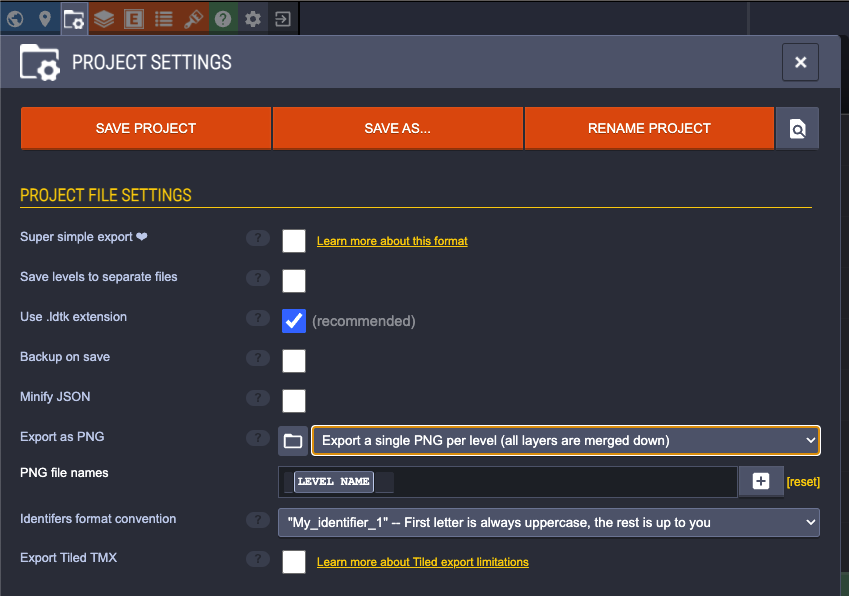 PROJECT SETTINGS
SAVE PROJECT SAVE AS... RENAME PROJECT
PROJECT FILE SETTINGS
Super simple export ❤ ? Learn more about this format
Save levels to separate files ?
Use .ldtk extension ? (recommended)
Backup on save ?
Minify JSON ?
Export as PNG ? Export a single PNG per level (all layers are merged down)
PNG file names LEVEL NAME [reset]
Identifers format convention ? "My_identifier_1" -- First letter is always uppercase, the rest is up to you
Export Tiled TMX ? Learn more about Tiled export limitations